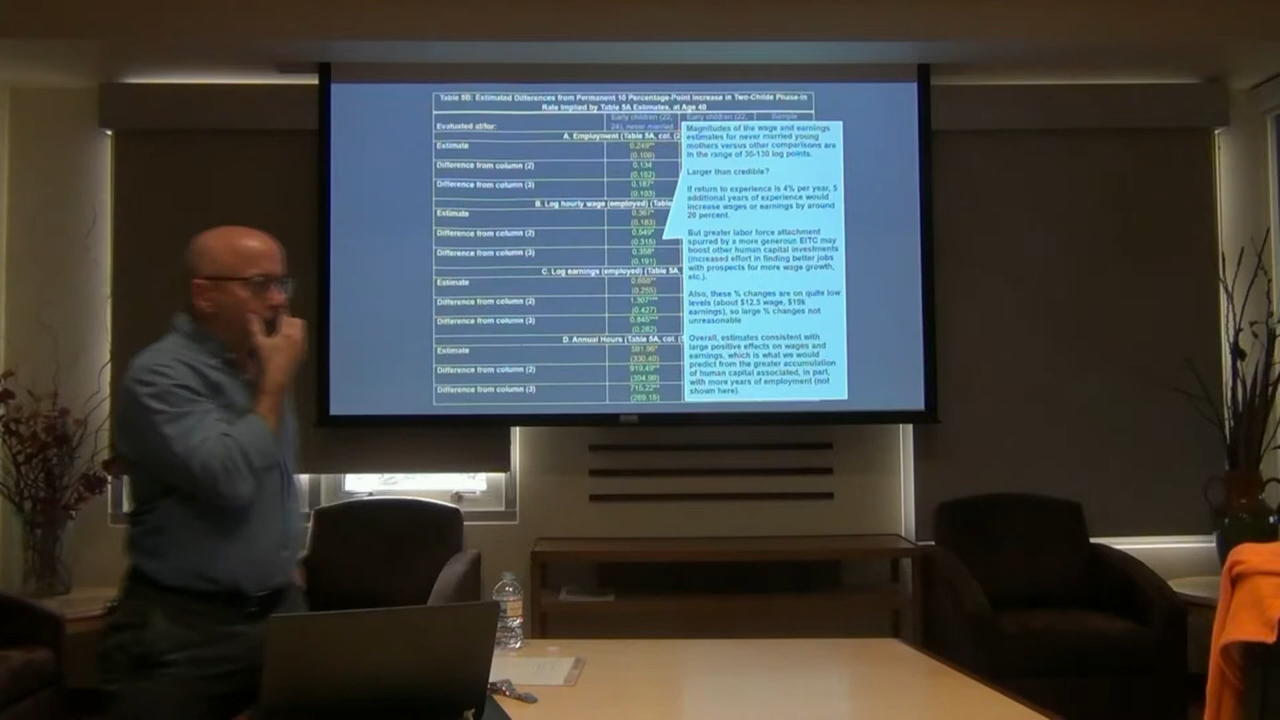 Table 5B: Estimated Differences from Permanent 10 Percentage-Point Increase in Two-Childe Phase-In
Rate Implied by Table 5A Estimates, at Age 40
Early children (22, Early children (22, Sample
Evaluated at/for: 24), never married
A. Employment (Table 5A, col. (2
Estimate 0.249**
(0.100)
Difference from column (2) 0.134
(0.102)
Difference from column (3) 0.187*
(0.103)
B. Log hourly wage (employed) (Table
Estimate 0.367*
(0.183)
Difference from column (2) 0.649*
(0.315)
Difference from column (3) 0.358*
(0.191)
C. Log earnings (employed) (Table 5A,
Estimate
(0.255)
Difference from column (2) 1.307***
(0.427)
Difference from column (3) 0.845***
(0.282)
D. Annual Hours (Table 5A, col.
Estimate 591.96*
(330.40)
Difference from column (2) 919.49**
Difference from column (3) 715.22**
(269.15)
Magnitudes of the wage and earnings
estimates for never married young
mothers versus other comparisons are
in the range of 30-130 log points.
Larger than credible?
If return to experience is 4% per year, 5
additional years of experience would
increase wages or earnings by around
20 percent.
But greater labor force attachment
spurred by a more generous EITC may
boost other human capital investments
(increased effort in finding better jobs
with prospects for more wage growth,
etc.).
Also, these % changes are on quite low
levels (about $12.5 wage, $19k
earnings), so large % changes not
unreasonable
Overall, estimates consistent with
large positive effects on wages and
earnings, which is what we would
predict from the greater accumulation
of human capital associated, in part,
with more years of employment (not
shown here).